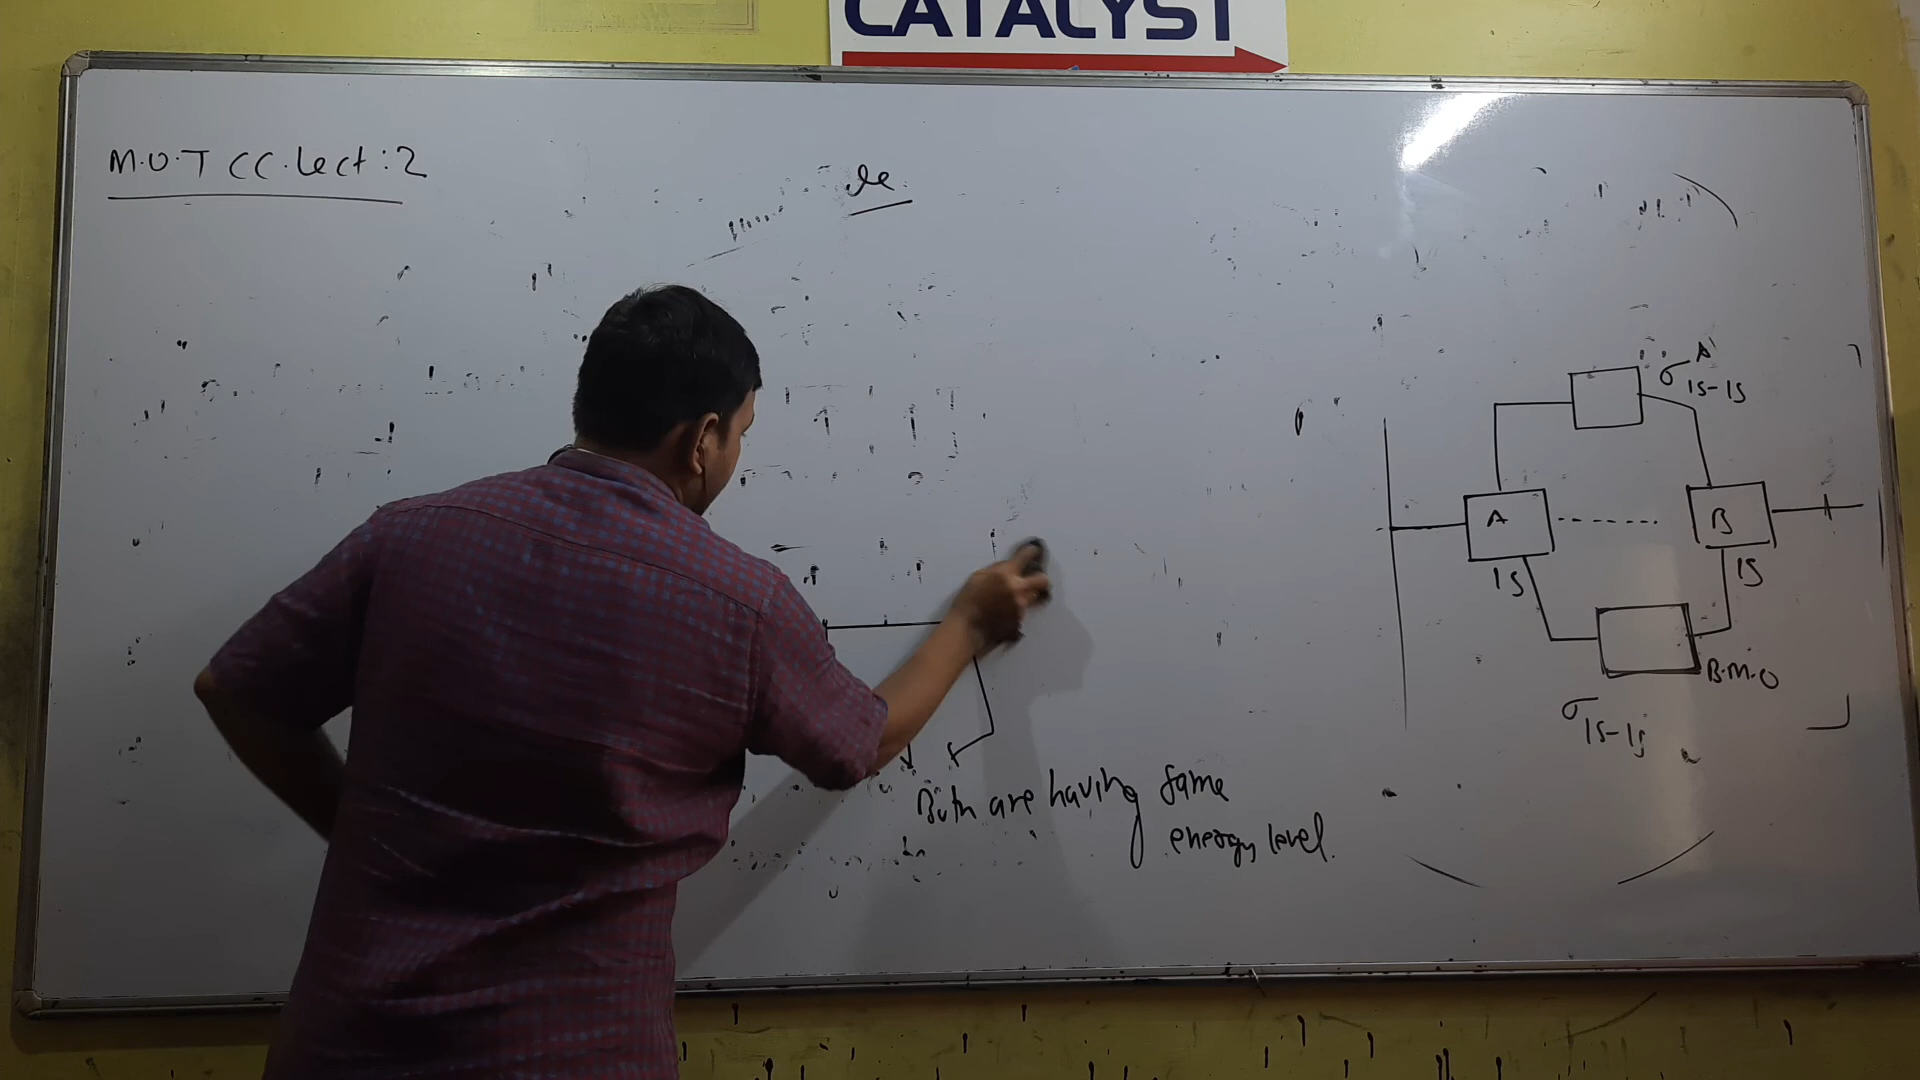 CATALYST
M.O.T CC. Lect : 2
σ 1s-1s
A
B
1s
1s
B.M.O
σ 1s-1s
Both are having same
energy level.